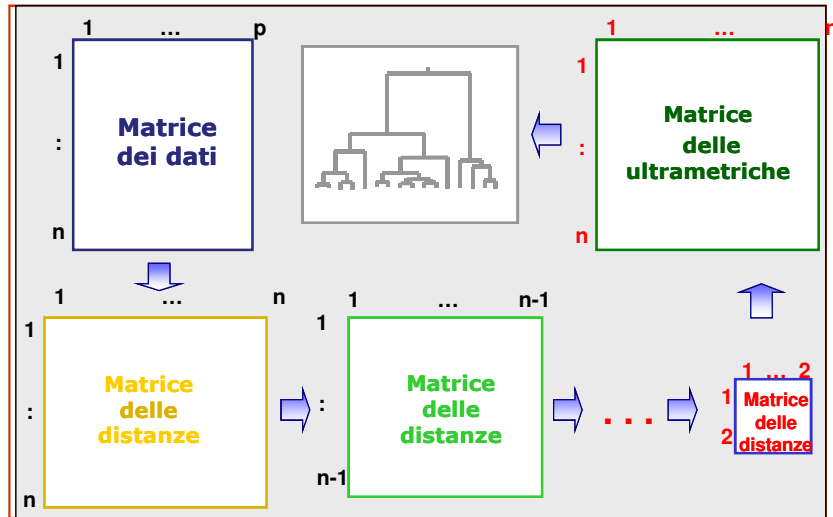 1 ... p
1
:
n
Matrice
dei dati
1 ... n
1
:
n
Matrice
delle
ultrametriche
1 ... n
1
:
n
Matrice
delle
distanze
1 ... n-1
1
:
n-1
Matrice
delle
distanze
. . .
1 ... 2
1
2
Matrice
delle
distanze